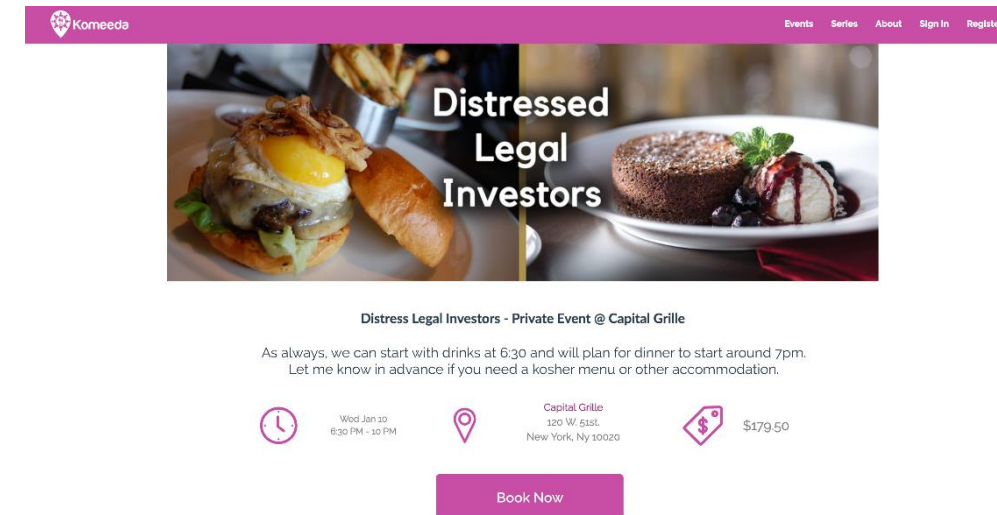 Komeeda
Events Series About Sign In Registe
Distressed
Legal
Investors
Distress Legal Investors - Private Event @ Capital Grille
As always, we can start with drinks at 6:30 and will plan for dinner to start around 7pm.
Let me know in advance if you need a kosher menu or other accommodation.
Wed Jan 10
6:30 PM - 10 PM
Capital Grille
120 W. 51st.
New York, Ny 10020
$
$179.50
Book Now